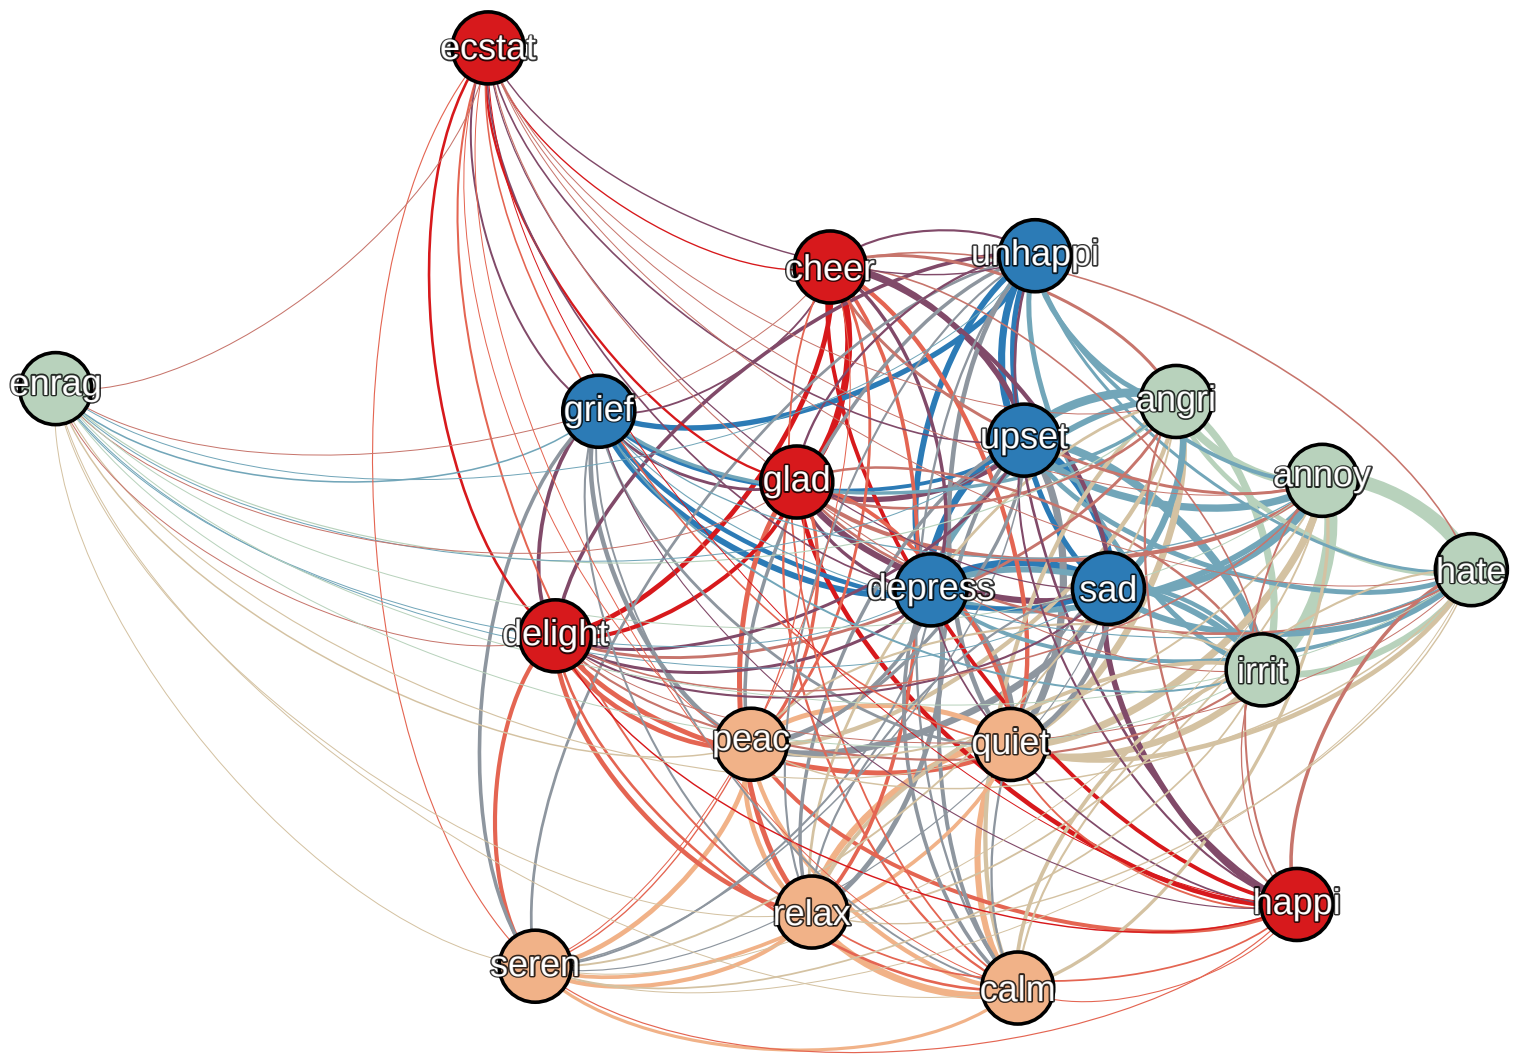 ecstat
cheer
unhappi
enrag
grief
angri
upset
glad
annoy
depress
sad
hate
delight
irrit
peac
quiet
relax
happi
seren
calm